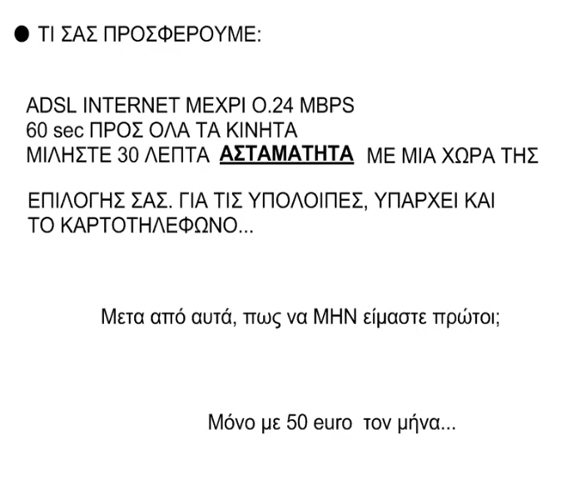 ● ΤΙ ΣΑΣ ΠΡΟΣΦΕΡΟΥΜΕ:
ADSL INTERNET ΜΕΧΡΙ Ο.24 MBPS
60 sec ΠΡΟΣ ΟΛΑ ΤΑ ΚΙΝΗΤΑ
ΜΙΛΗΣΤΕ 30 ΛΕΠΤΑ ΑΣΤΑΜΑΤΗΤΑ ΜΕ ΜΙΑ ΧΩΡΑ ΤΗΣ
ΕΠΙΛΟΓΗΣ ΣΑΣ. ΓΙΑ ΤΙΣ ΥΠΟΛΟΙΠΕΣ, ΥΠΑΡΧΕΙ ΚΑΙ
ΤΟ ΚΑΡΤΟΤΗΛΕΦΩΝΟ...
Μετα από αυτά, πως να ΜΗΝ είμαστε πρώτοι;
Μόνο με 50 euro τον μήνα...